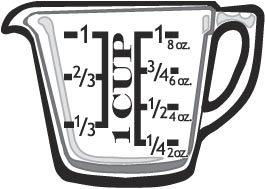 1
2/3
1/3
1 CUP
1 8 oz.
3/4 6 oz.
1/2 4 oz.
1/4 2 oz.